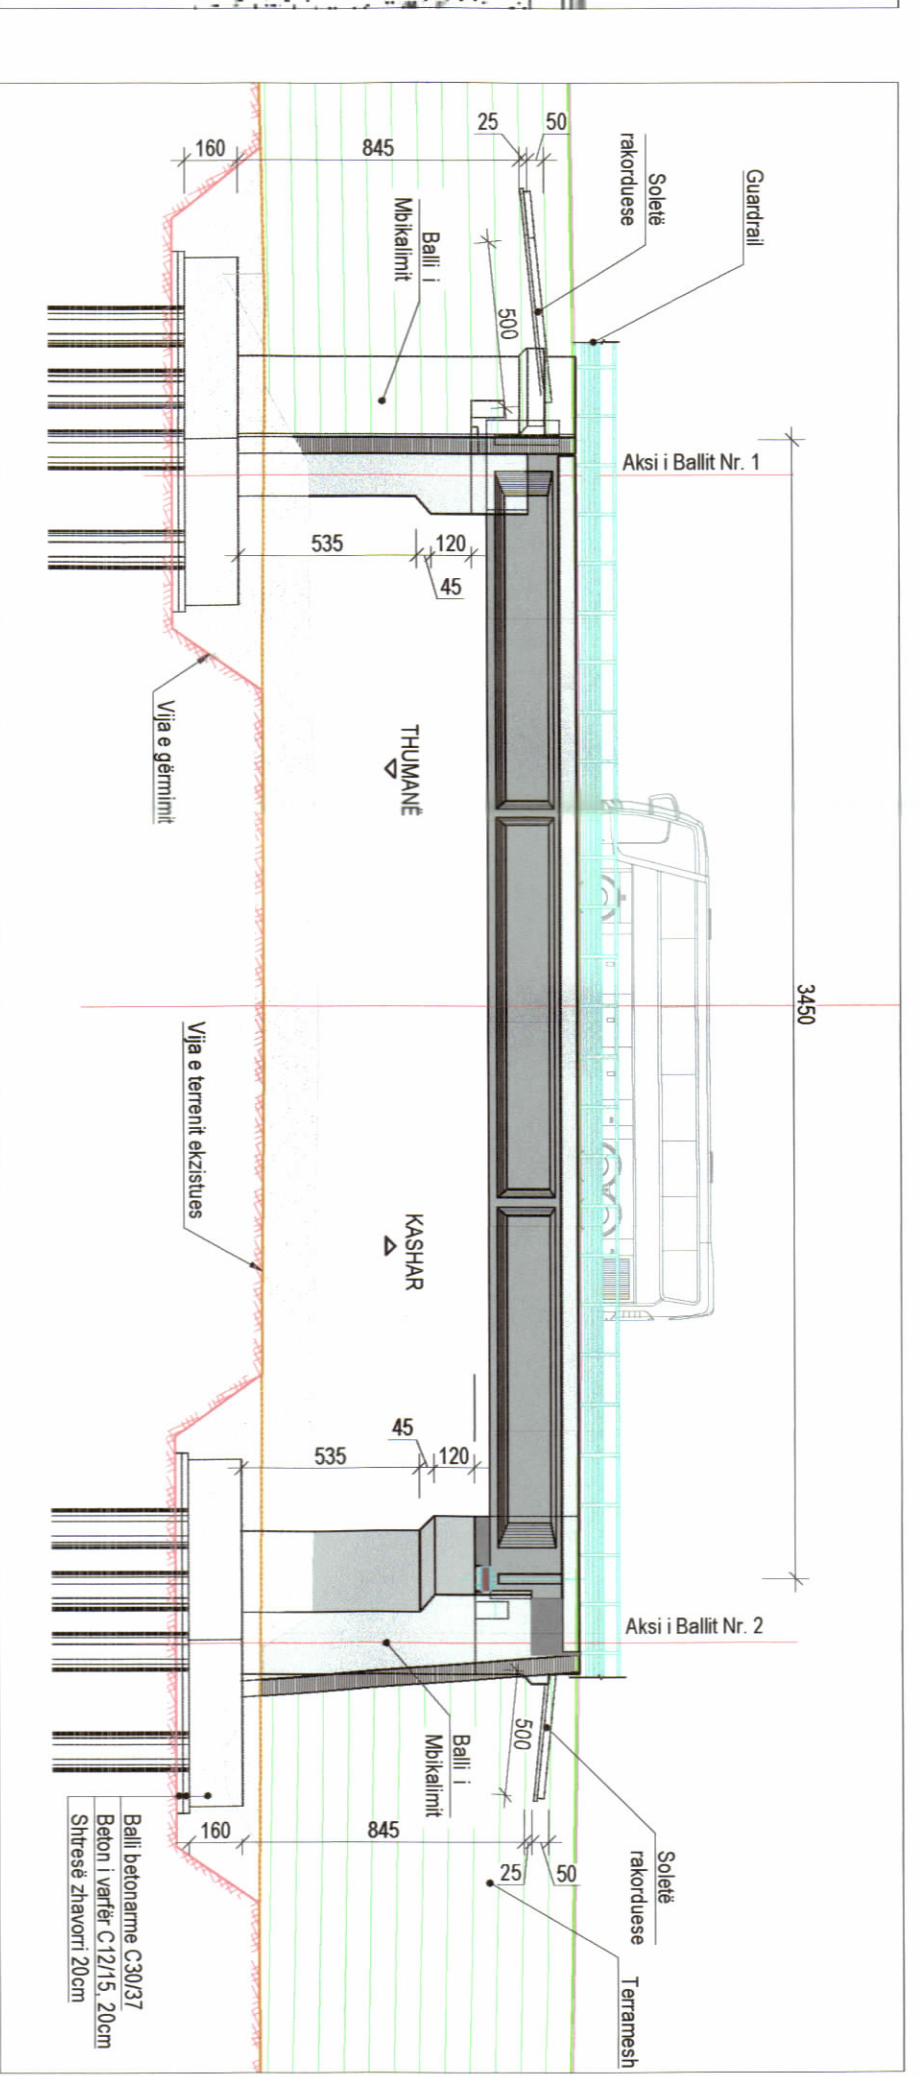 Guardrail
Soletë
rakorduese
50
25
845
160
500
Balli i
Mbikalimit
Aksi i Ballit Nr. 1
535
120
45
Vija e gërmimit
THUMANË
3450
Vija e terrenit ekzistues
KASHAR
45
535
120
Aksi i Ballit Nr. 2
500
Balli i
Mbikalimit
Soletë
rakorduese
50
25
845
160
Terramesh
Balli betonarme C30/37
Beton i varfër C12/15, 20cm
Shtresë zhavorri 20cm